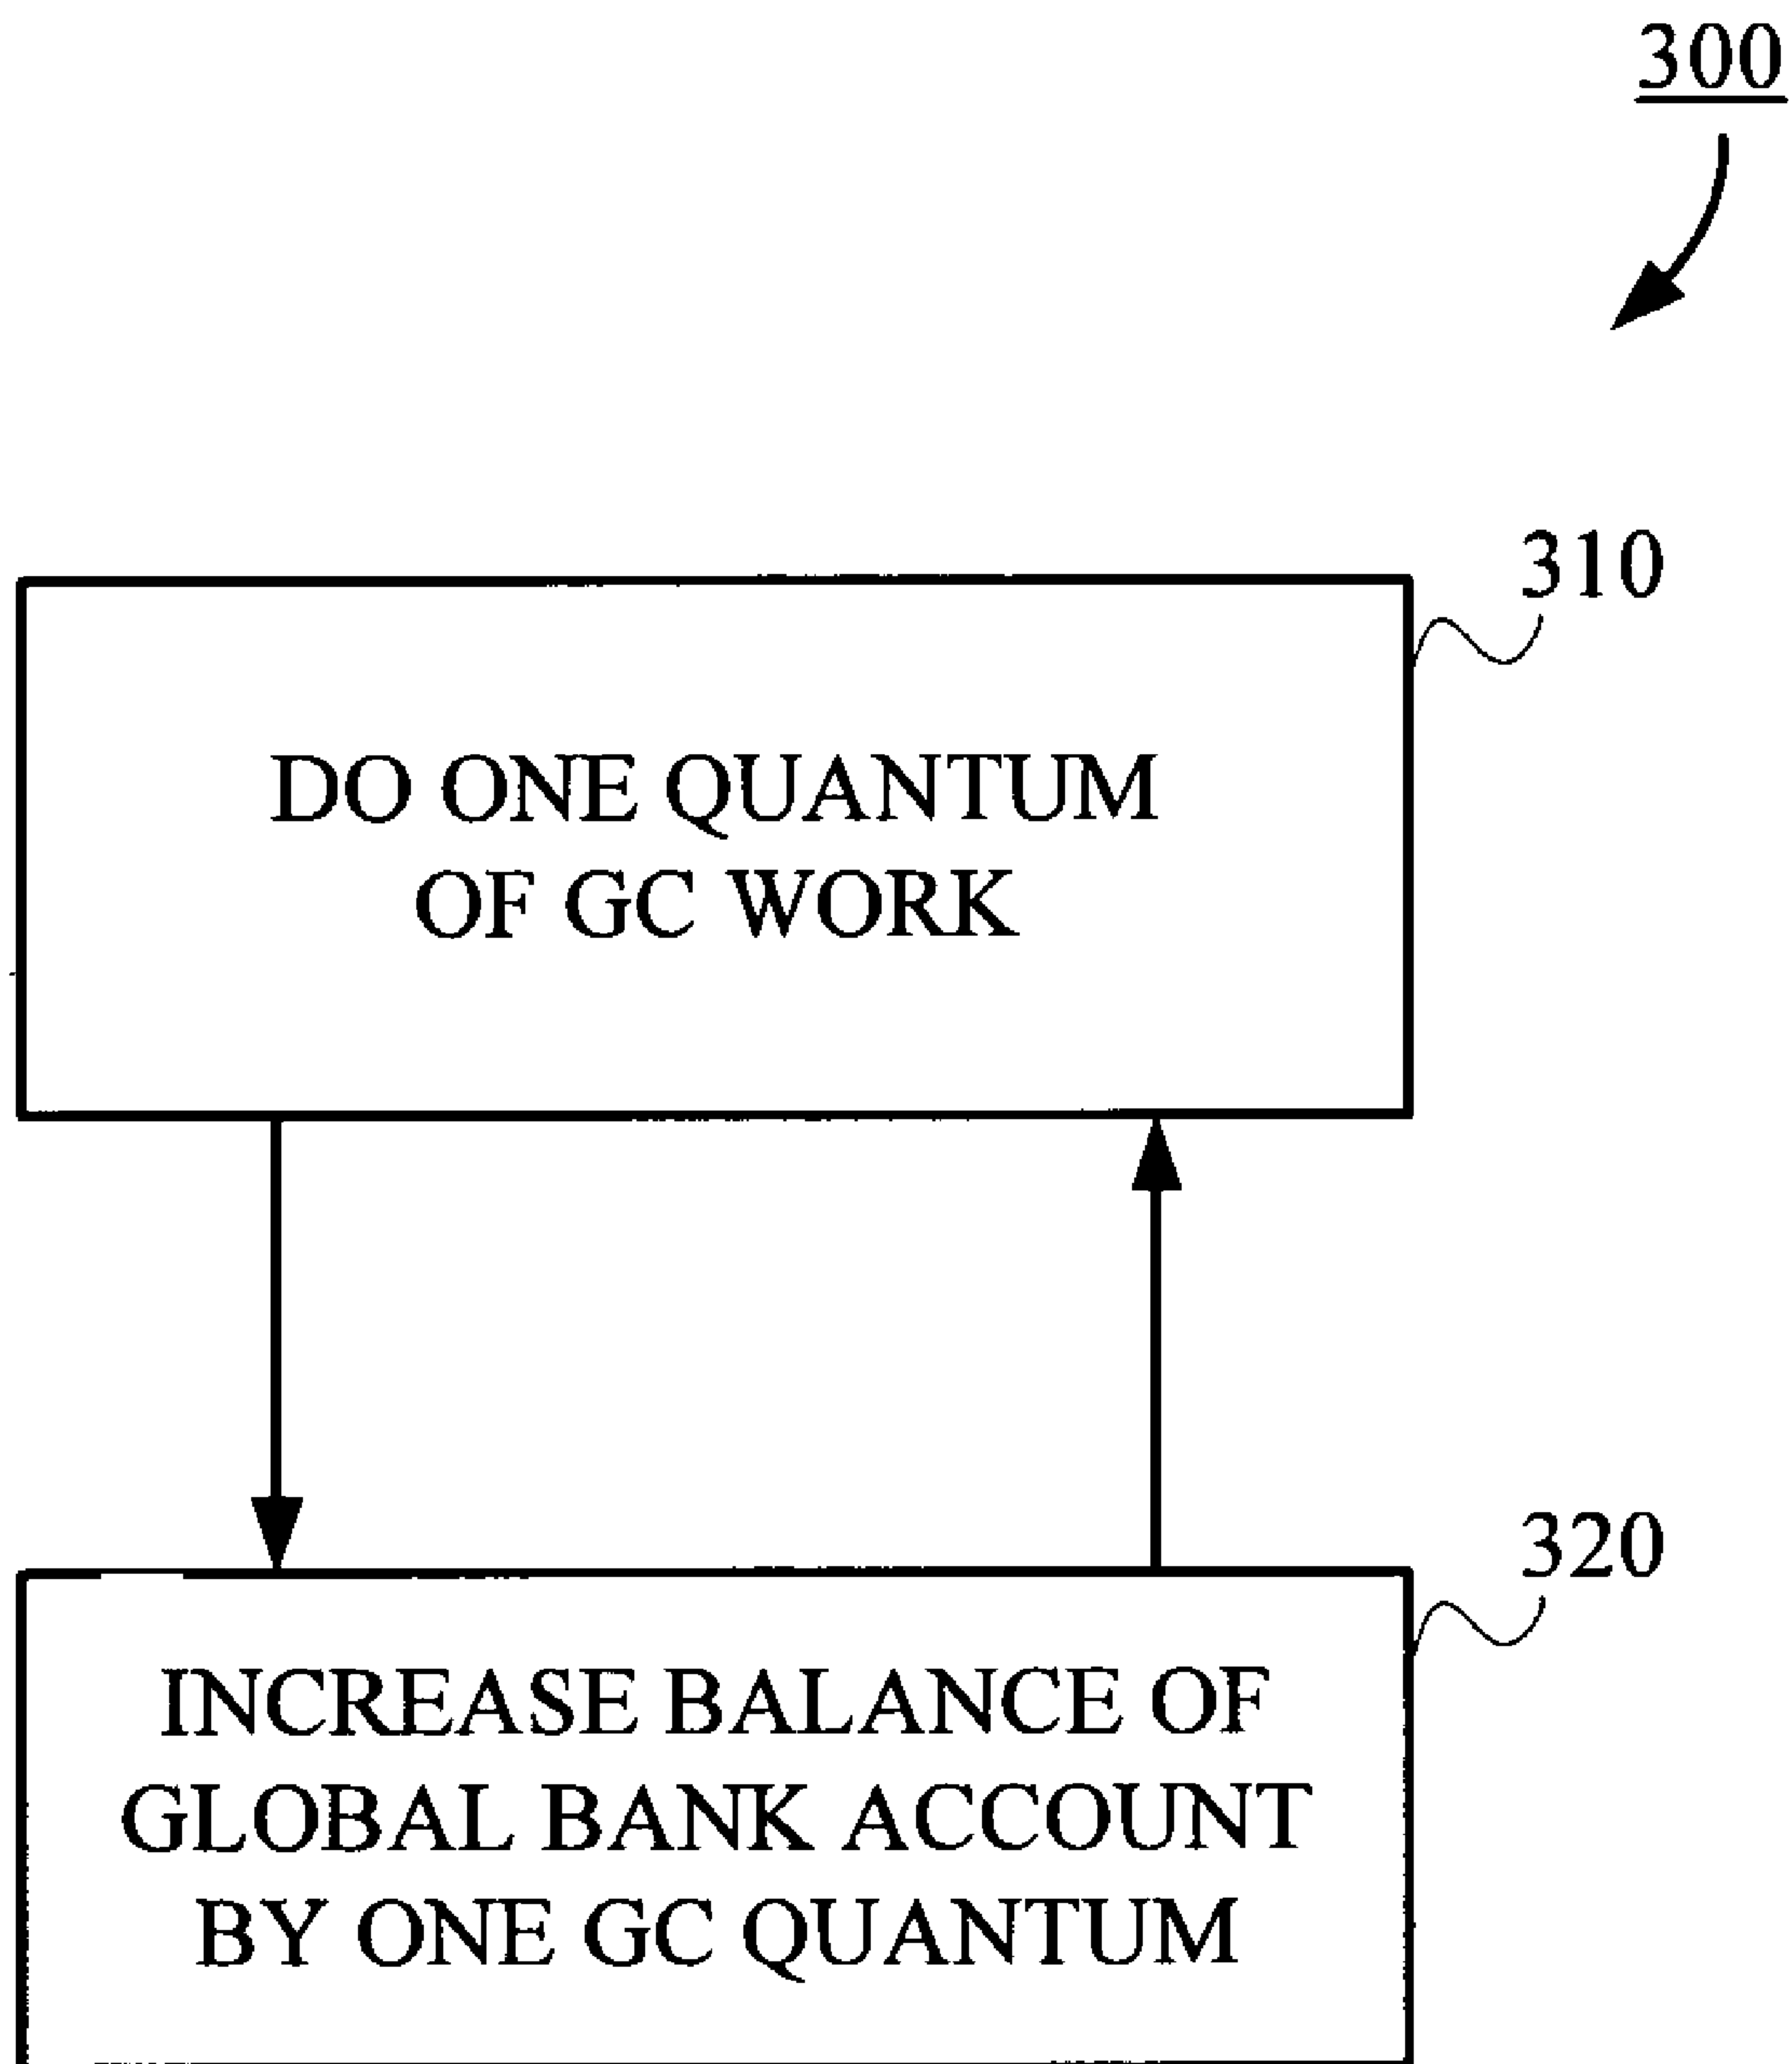 300
310
DO ONE QUANTUM
OF GC WORK
320
INCREASE BALANCE OF
GLOBAL BANK ACCOUNT
BY ONE GC QUANTUM